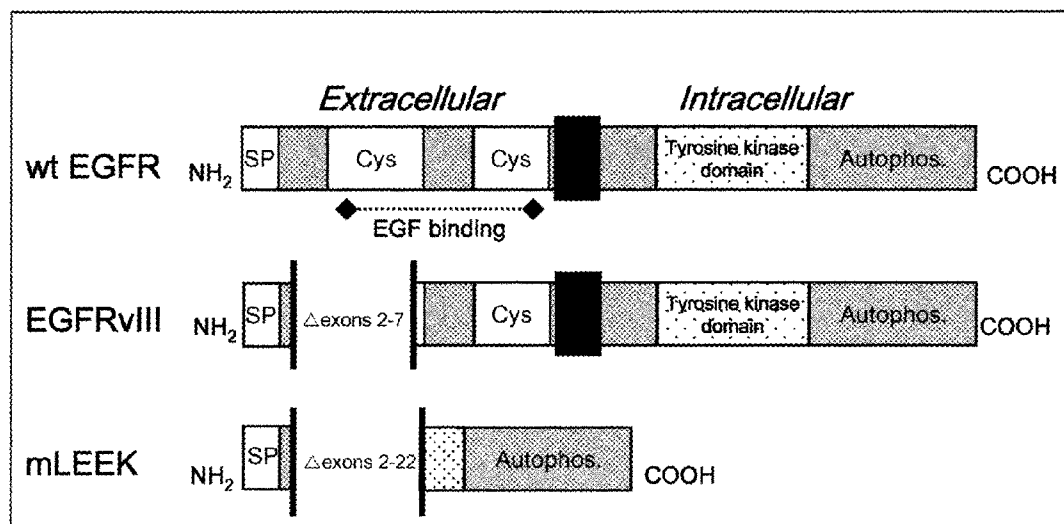 Extracellular Intracellular
wt EGFR NH2 SP Cys Cys Tyrosine kinase domain Autophos. COOH
EGF binding
EGFRvIII NH2 SP △exons 2-7 Cys Tyrosine kinase domain Autophos. COOH
mLEEK NH2 SP △exons 2-22 Autophos. COOH